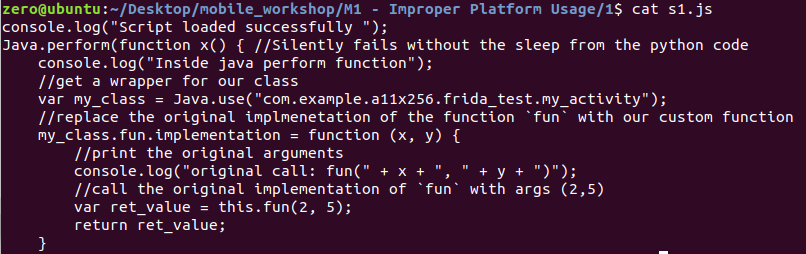 zero@ubuntu:~/Desktop/mobile_workshop/M1 - Improper Platform Usage/1$ cat s1.js
console.log("Script loaded successfully ");
Java.perform(function x() { //Silently fails without the sleep from the python code
    console.log("Inside java perform function");
    //get a wrapper for our class
    var my_class = Java.use("com.example.a11x256.frida_test.my_activity");
    //replace the original implmenetation of the function `fun` with our custom function
    my_class.fun.implementation = function (x, y) {
        //print the original arguments
        console.log("original call: fun(" + x + ", " + y + ")");
        //call the original implementation of `fun` with args (2,5)
        var ret_value = this.fun(2, 5);
        return ret_value;
    }